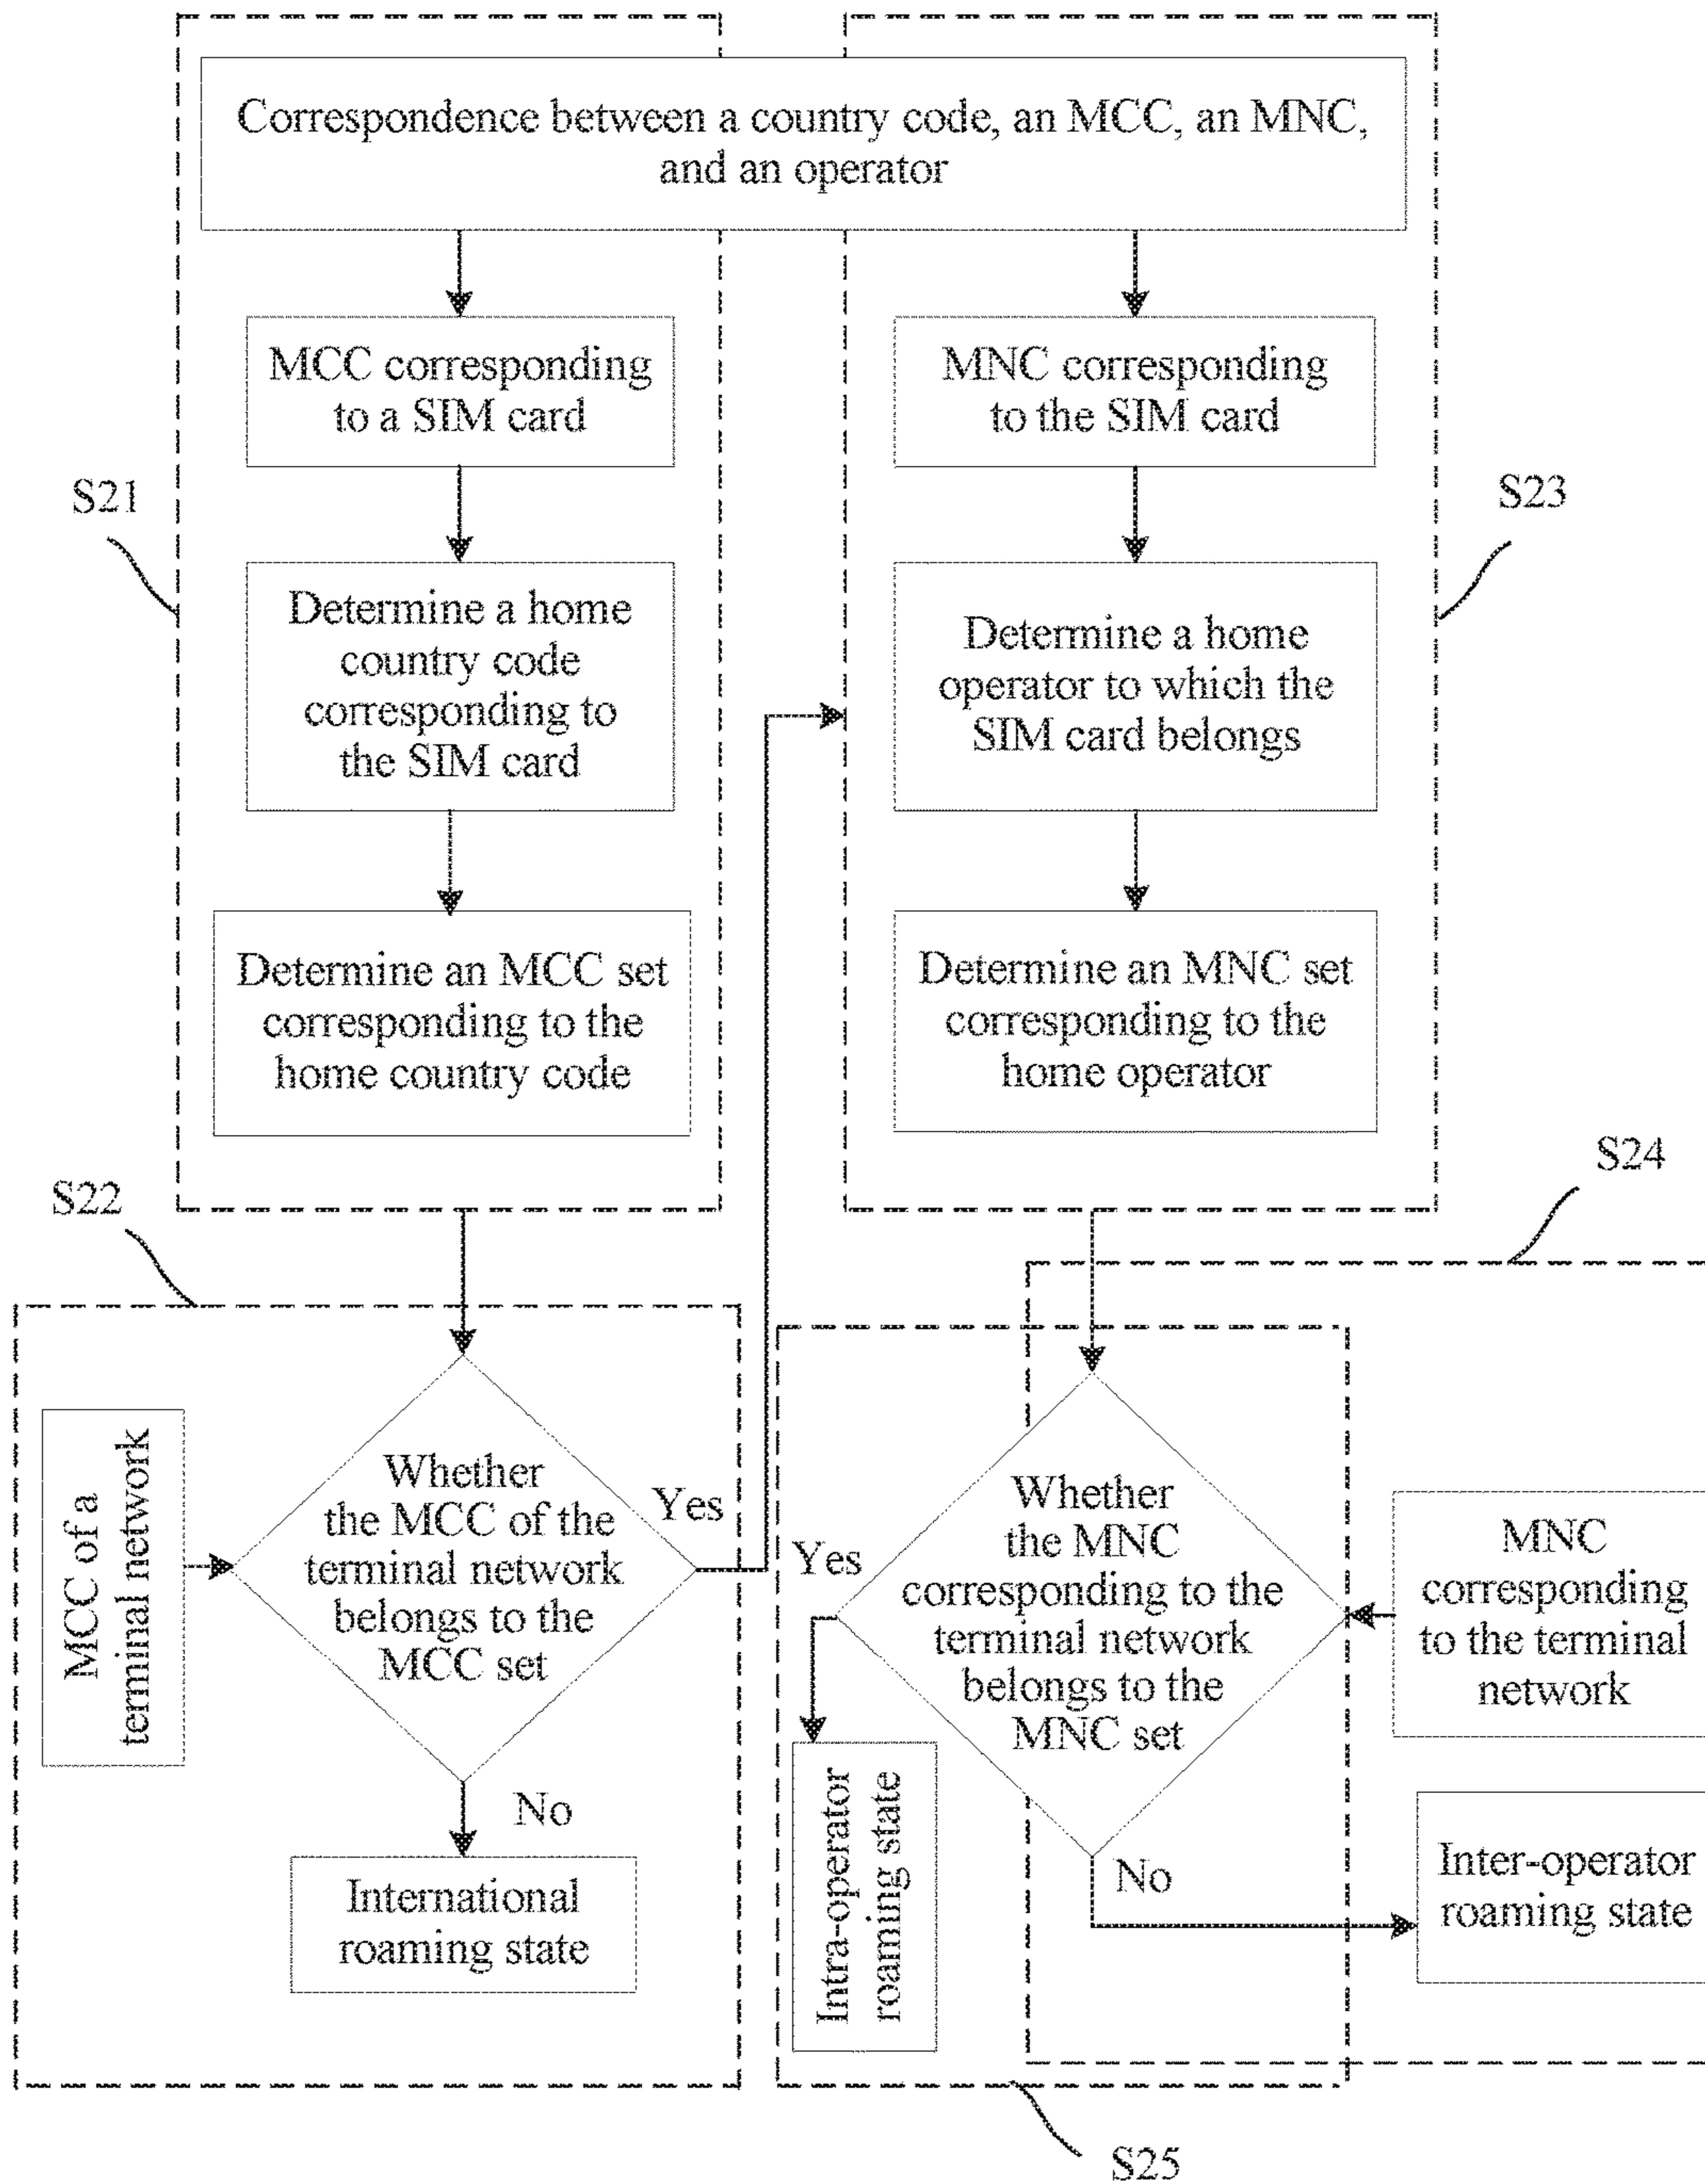 Correspondence between a country code, an MCC, an MNC,
and an operator
MCC corresponding
to a SIM card
MNC corresponding
to the SIM card
S21
S23
Determine a home
country code
corresponding to
the SIM card
Determine a home
operator to which the
SIM card belongs
Determine an MCC set
corresponding to the
home country code
Determine an MNC set
corresponding to the
home operator
S22
S24
MCC of a
terminal network
Whether
the MCC of the
terminal network
belongs to the
MCC set
Yes
No
International
roaming state
Whether
the MNC
corresponding to the
terminal network
belongs to the
MNC set
Yes
No
MNC
corresponding
to the terminal
network
Intra-operator
roaming state
Inter-operator
roaming state
S25